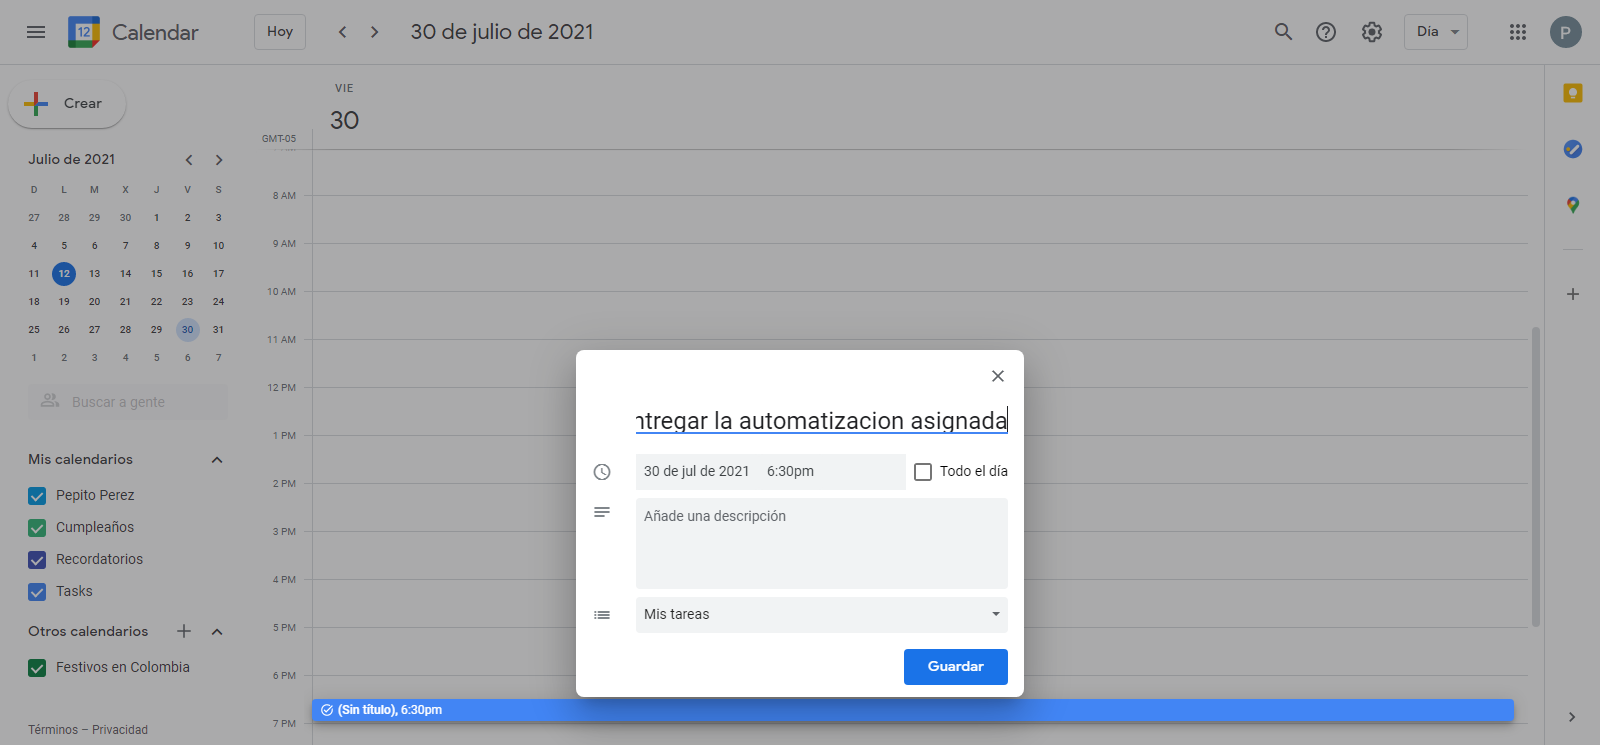 12 Calendar Hoy 30 de julio de 2021 Día P
Crear
VIE
30
GMT-05
Julio de 2021
D L M X J V S
27 28 29 30 1 2 3
4 5 6 7 8 9 10
11 12 13 14 15 16 17
18 19 20 21 22 23 24
25 26 27 28 29 30 31
1 2 3 4 5 6 7
Buscar a gente
Mis calendarios
Pepito Perez
Cumpleaños
Recordatorios
Tasks
Otros calendarios
Festivos en Colombia
Términos – Privacidad
8 AM
9 AM
10 AM
11 AM
12 PM
1 PM
2 PM
3 PM
4 PM
5 PM
6 PM
7 PM
ntregar la automatizacion asignada
30 de jul de 2021 6:30pm Todo el día
Añade una descripción
Mis tareas
Guardar
(Sin título), 6:30pm